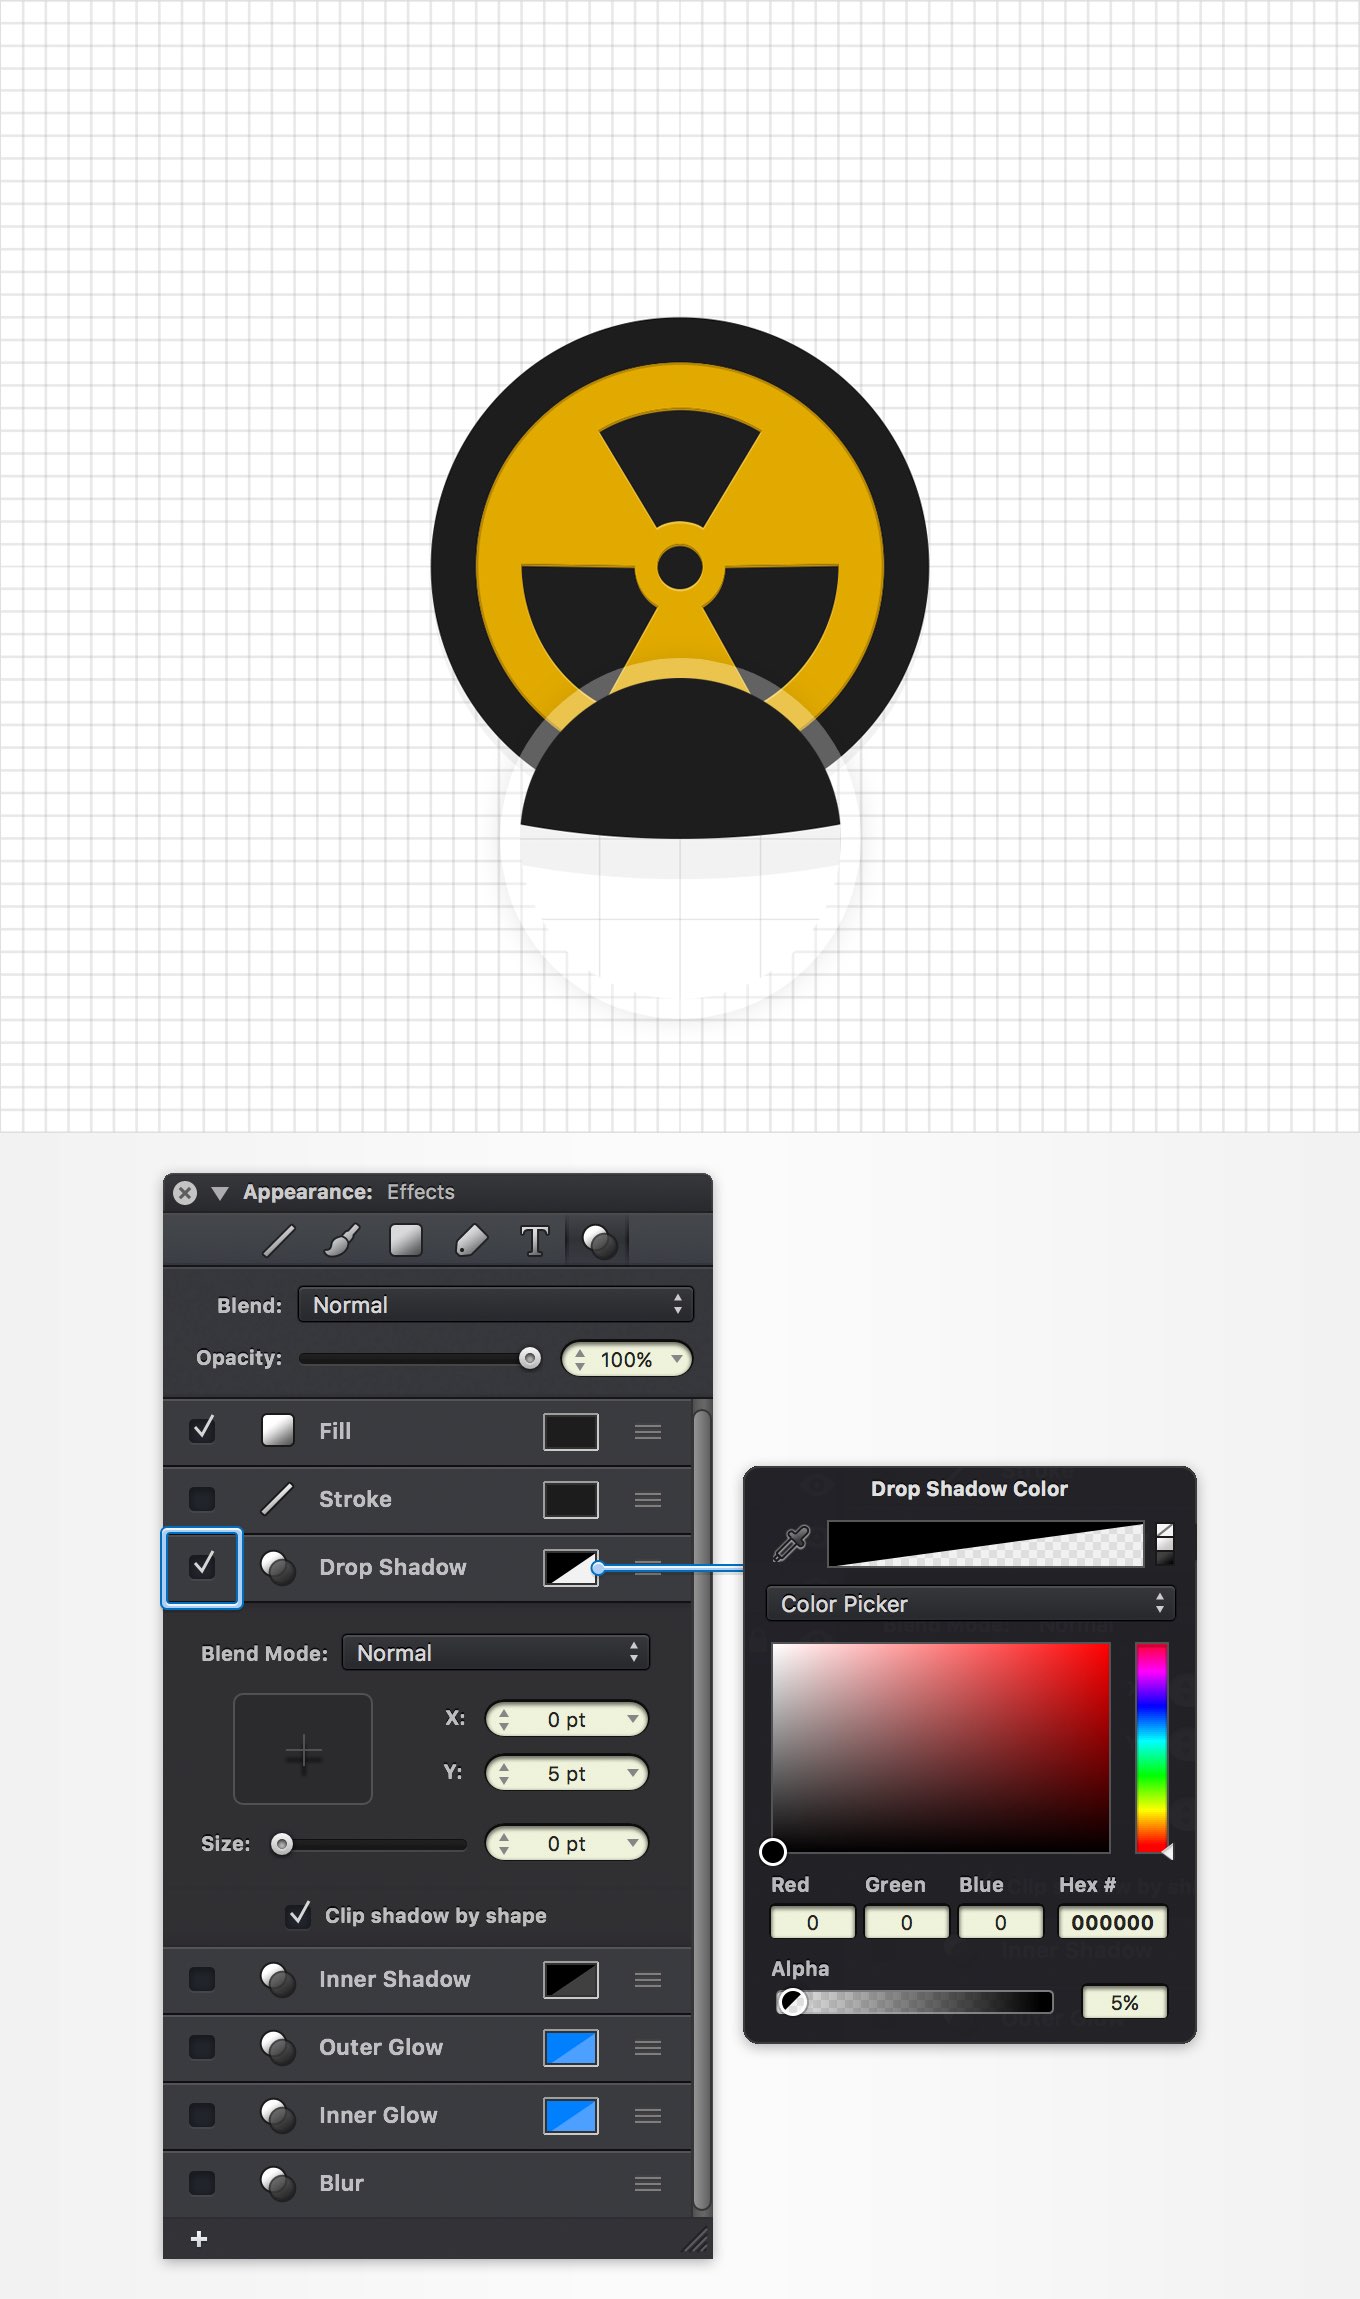 Appearance: Effects
T
Blend: Normal
Opacity: 100%
Fill
Stroke
Drop Shadow
Blend Mode: Normal
X: 0 pt
Y: 5 pt
Size: 0 pt
Clip shadow by shape
Inner Shadow
Outer Glow
Inner Glow
Blur
+
Drop Shadow Color
Color Picker
Red Green Blue Hex #
0 0 0 000000
Alpha
5%